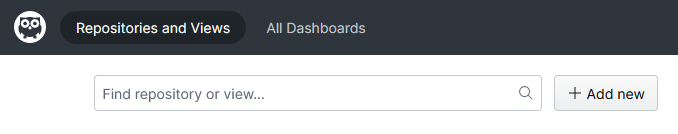 Repositories and Views All Dashboards
Find repository or view...
+ Add new